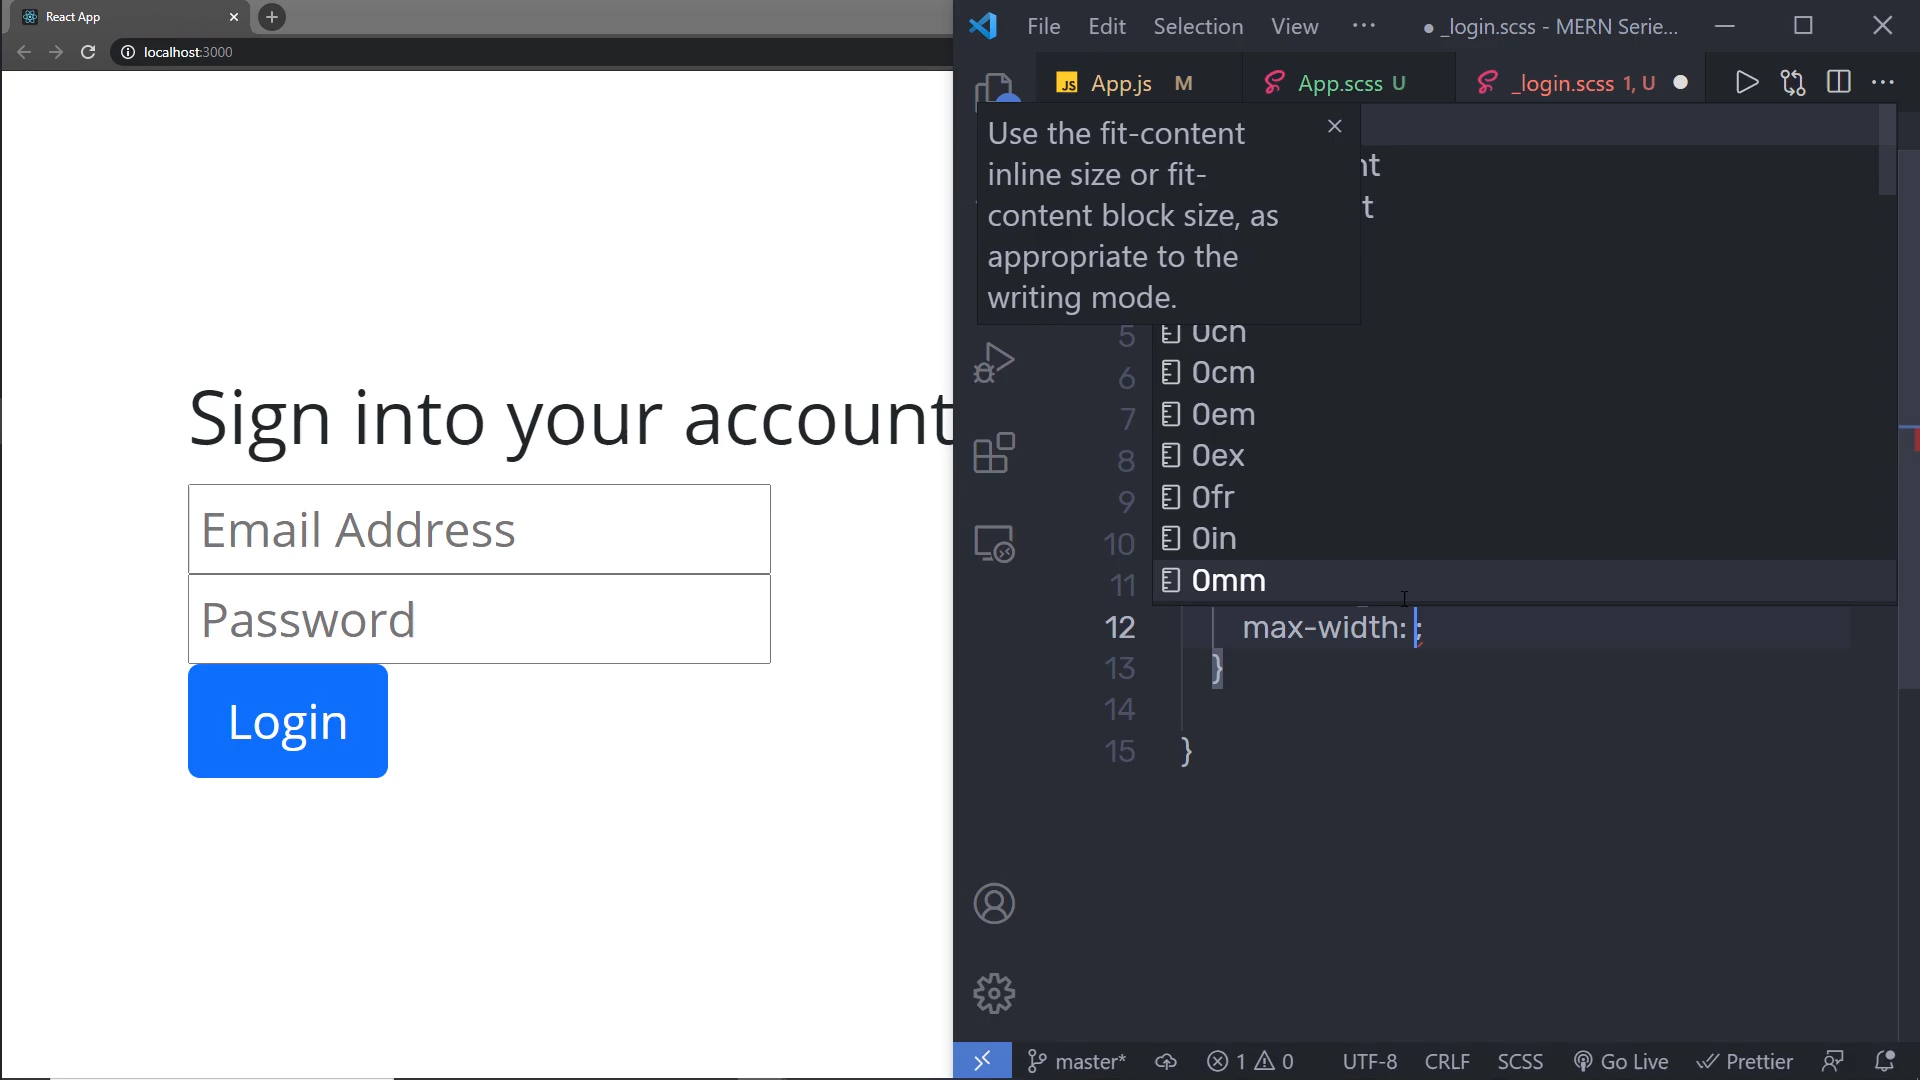 React App
localhost:3000
Sign into your account
Email Address
Password
Login
File Edit Selection View ··· ● _login.scss - MERN Serie...
JS App.js M App.scss U _login.scss 1, U ●
Use the fit-content
inline size or fit-
content block size, as
appropriate to the
writing mode.
nt
t
5 0ch
6 0cm
7 0em
8 0ex
9 0fr
10 0in
11 0mm
12 max-width: ;
13 }
14
15 }
master* 1 0 UTF-8 CRLF SCSS Go Live Prettier